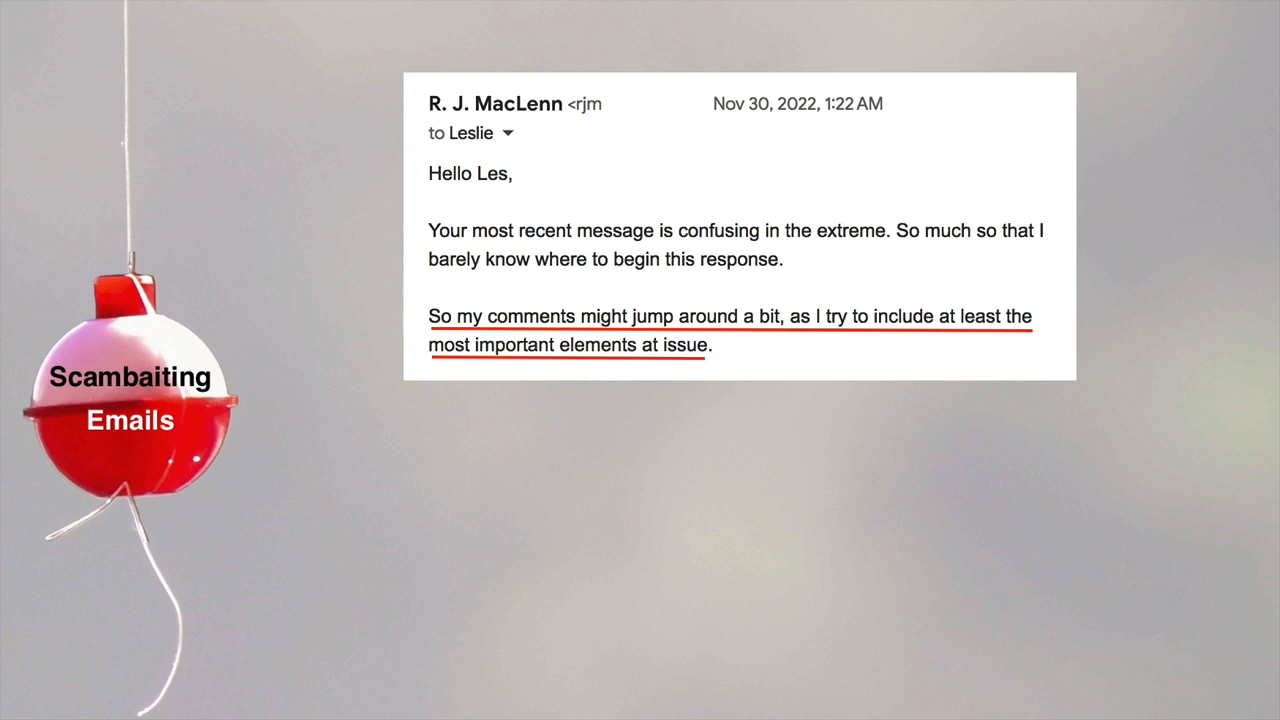 R. J. MacLenn <rjm
Nov 30, 2022, 1:22 AM
to Leslie
Hello Les,
Your most recent message is confusing in the extreme. So much so that I
barely know where to begin this response.
So my comments might jump around a bit, as I try to include at least the
most important elements at issue.
Scambaiting
Emails